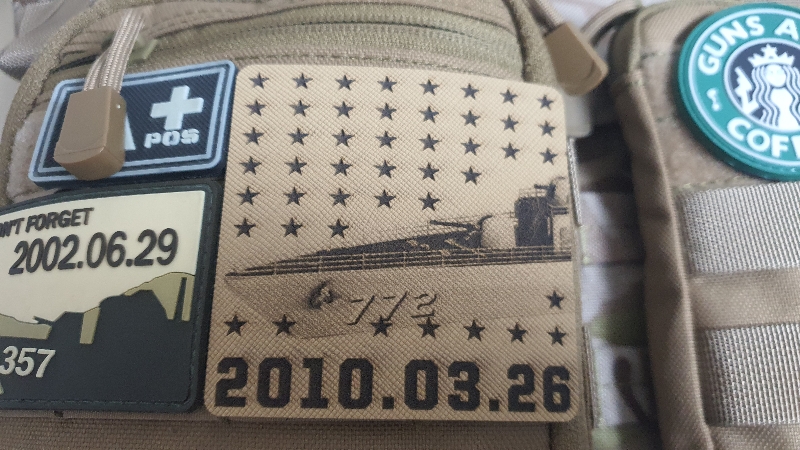 A
POS
N'T FORGET
2002.06.29
357
772
2010.03.26
GUNS A
COFF